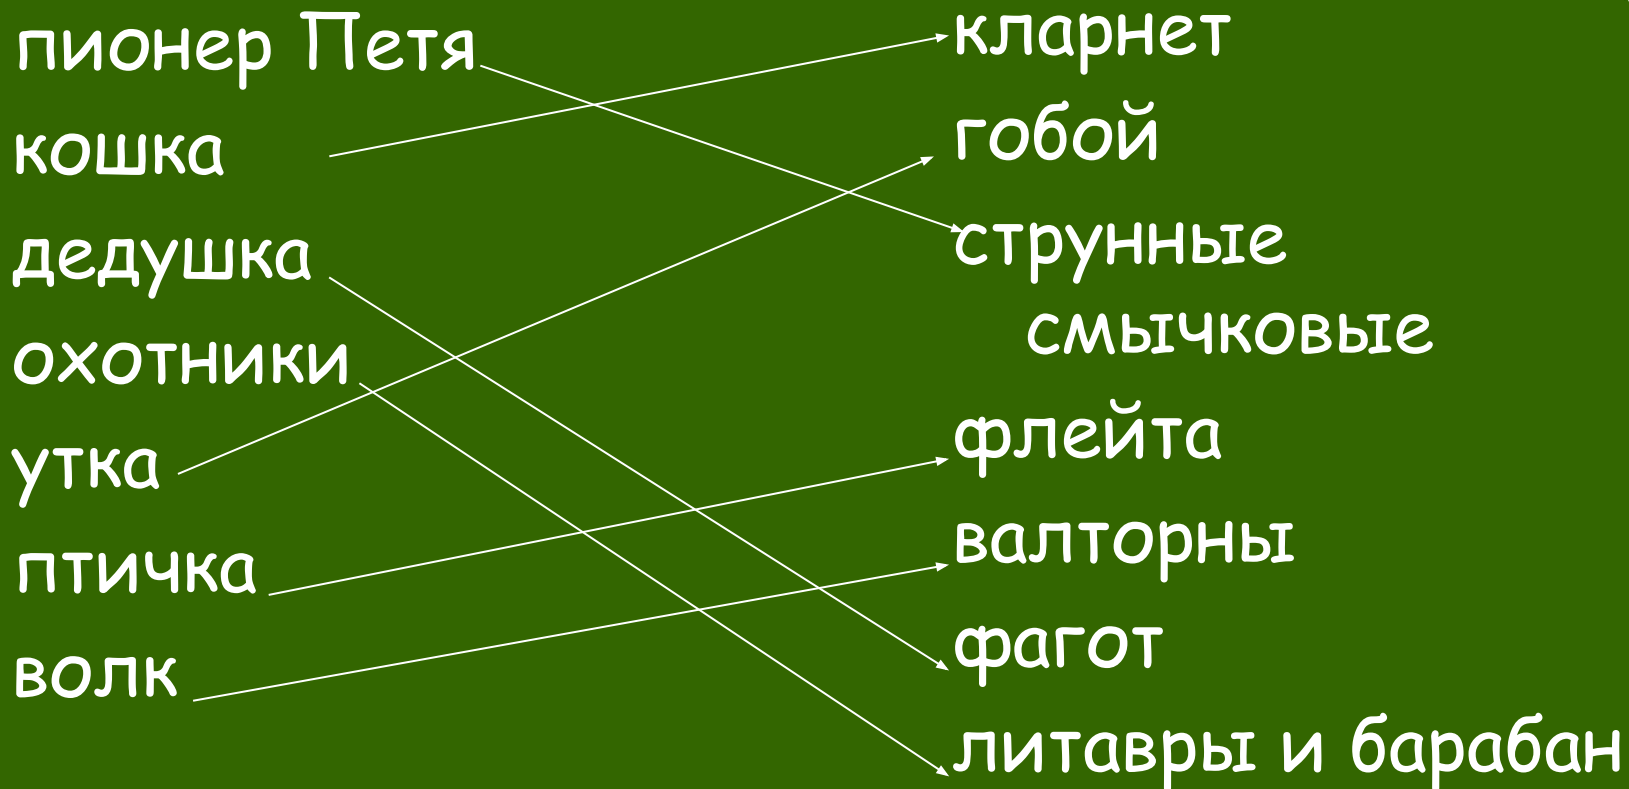 пионер Петя
кошка
дедушка
охотники
утка
птичка
волк
кларнет
гобой
струнные
смычковые
флейта
валторны
фагот
литавры и барабан